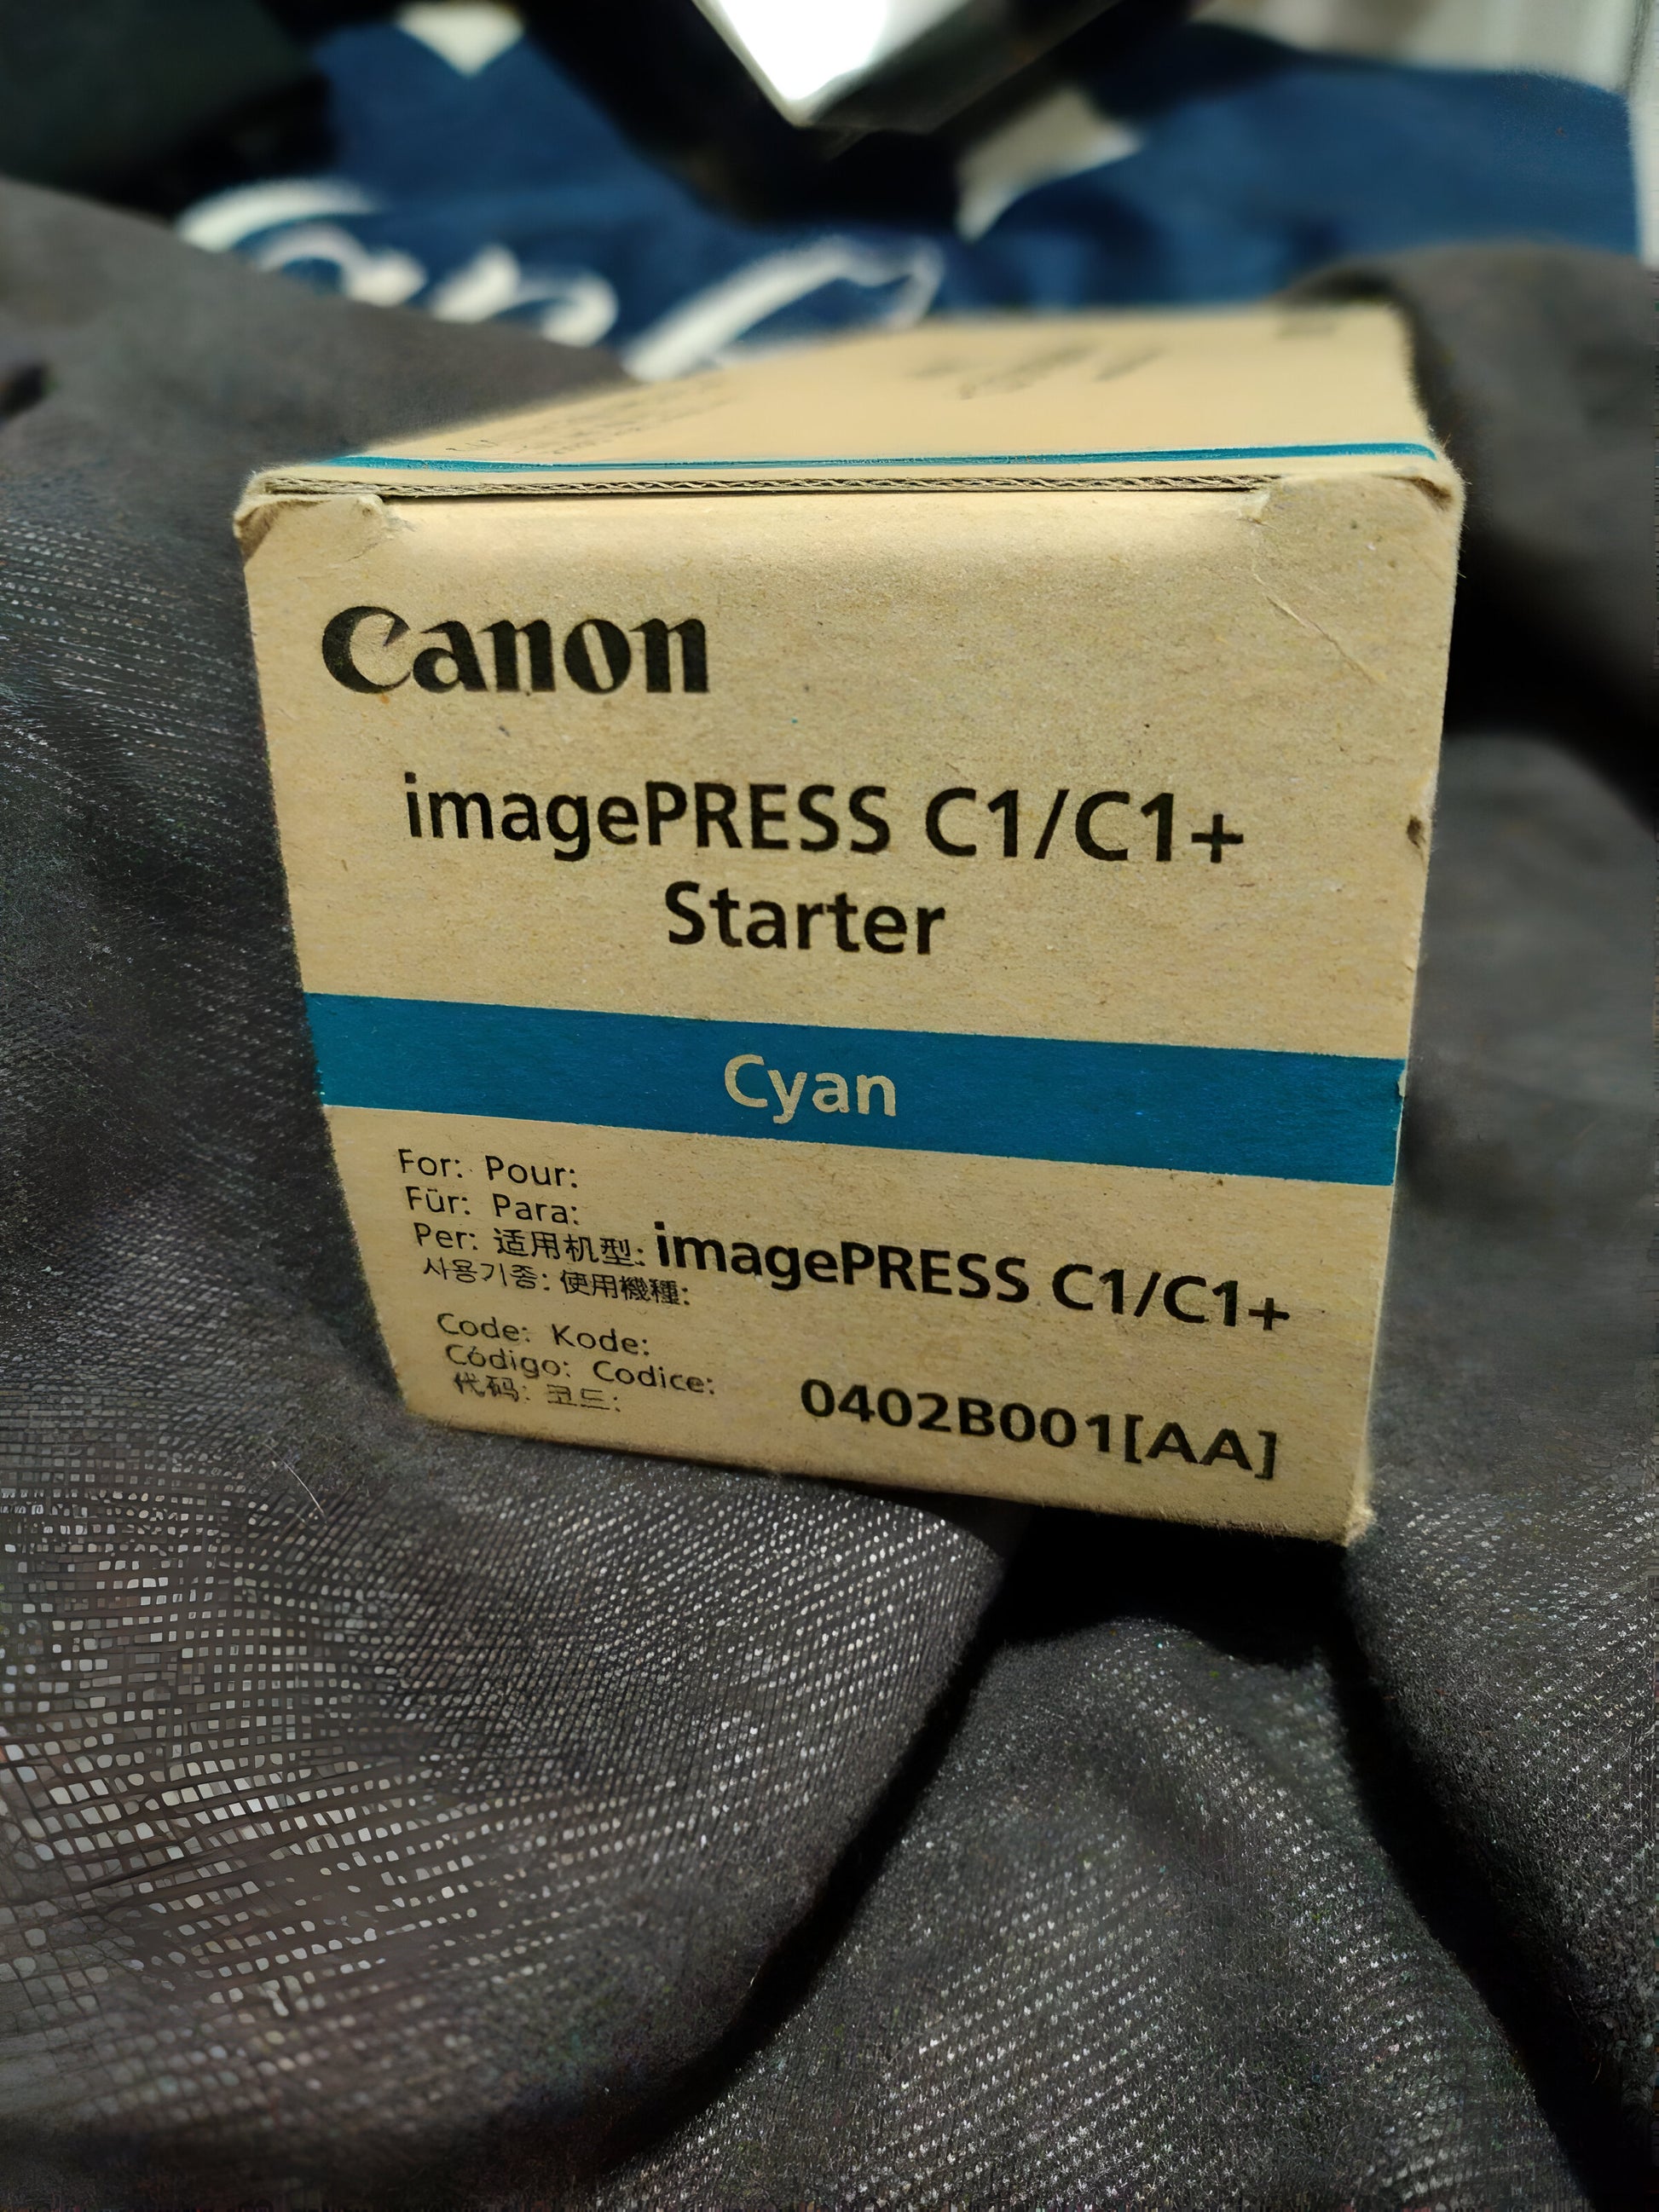 Canon
imagePRESS C1/C1+
Starter
Cyan
For: Pour:
Für: Para:
Per: 适用机型:
사용기종: 使用機種:
imagePRESS C1/C1+
Code: Kode:
Código: Codice:
代码: 코드:
0402B001[AA]